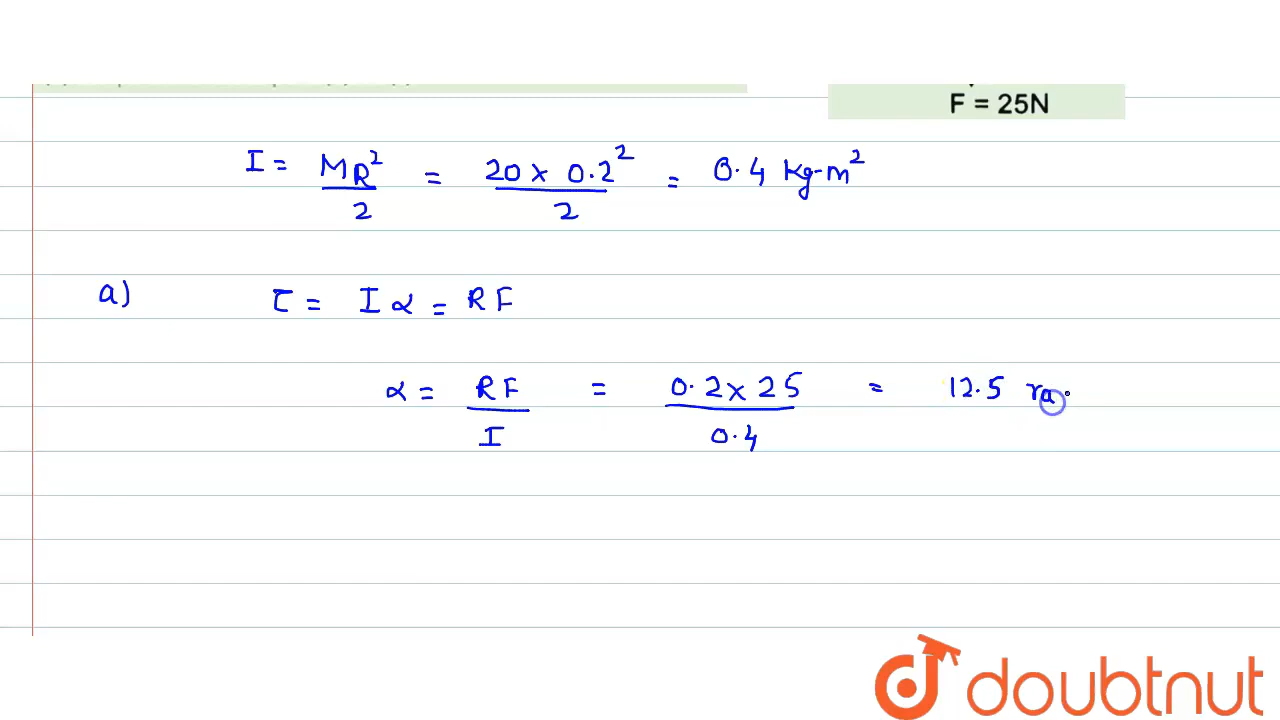 F = 25N
I = MR²/2 = 20 x 0.2²/2 = 0.4 Kg-m²
a) τ = I α = RF
α = RF/I = 0.2 x 25/0.4 = 12.5 ra
doubtnut